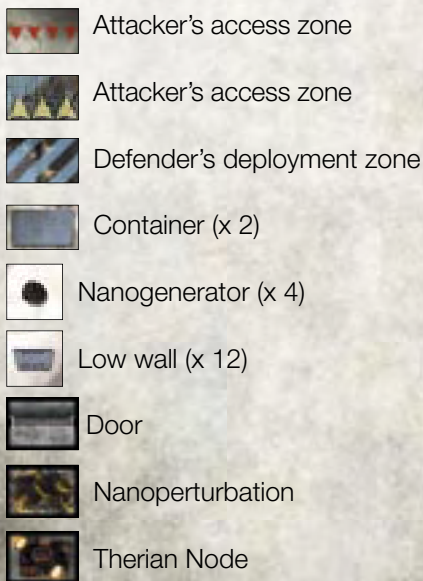 Attacker’s access zone
Attacker’s access zone
Defender’s deployment zone
Container (x 2)
Nanogenerator (x 4)
Low wall (x 12)
Door
Nanoperturbation
Therian Node